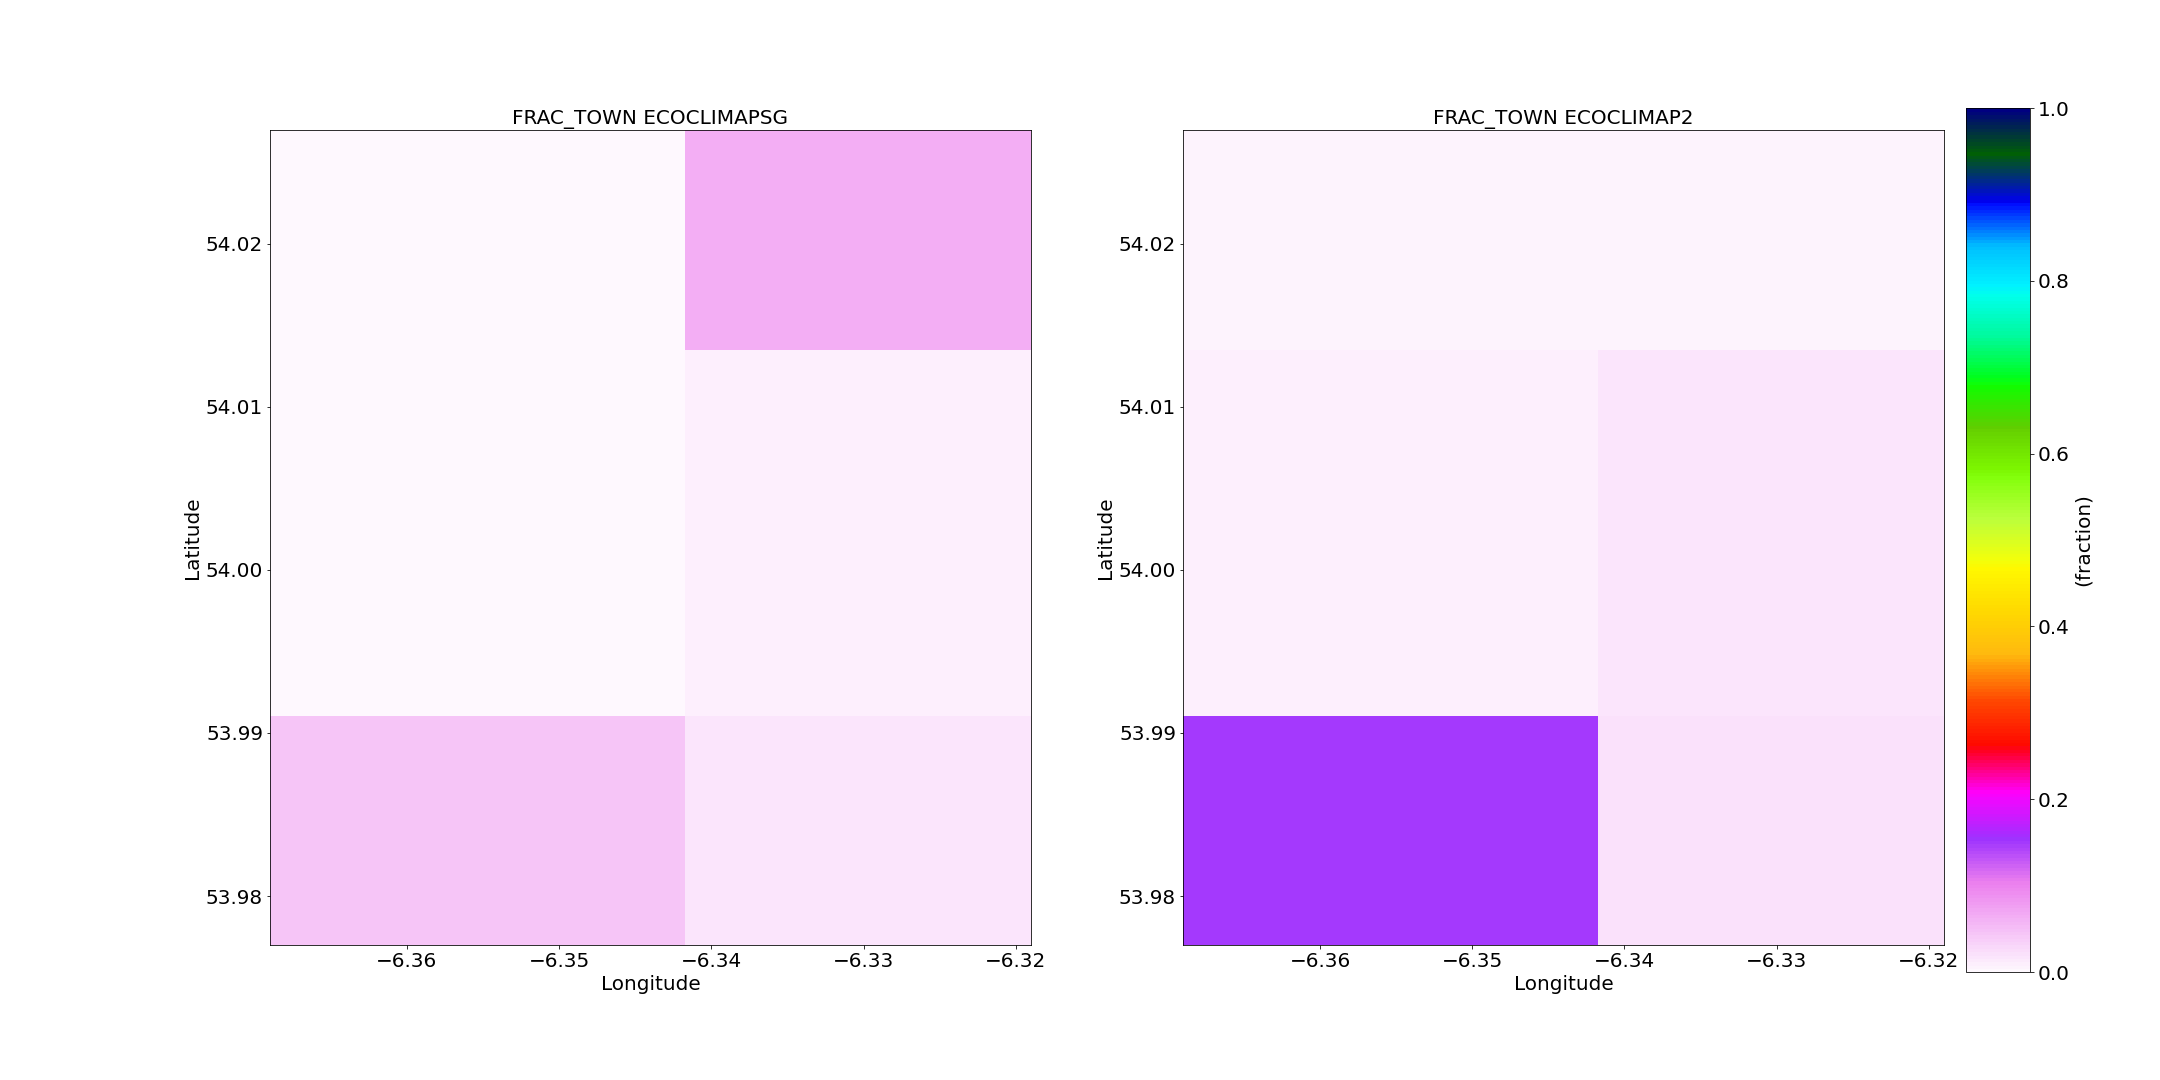 FRAC_TOWN ECOCLIMAPSG
54.02
54.01
54.00
53.99
53.98
Latitude
−6.36 −6.35 −6.34 −6.33 −6.32
Longitude
FRAC_TOWN ECOCLIMAP2
54.02
54.01
54.00
53.99
53.98
Latitude
−6.36 −6.35 −6.34 −6.33 −6.32
Longitude
1.0
0.8
0.6
0.4
0.2
0.0
(fraction)